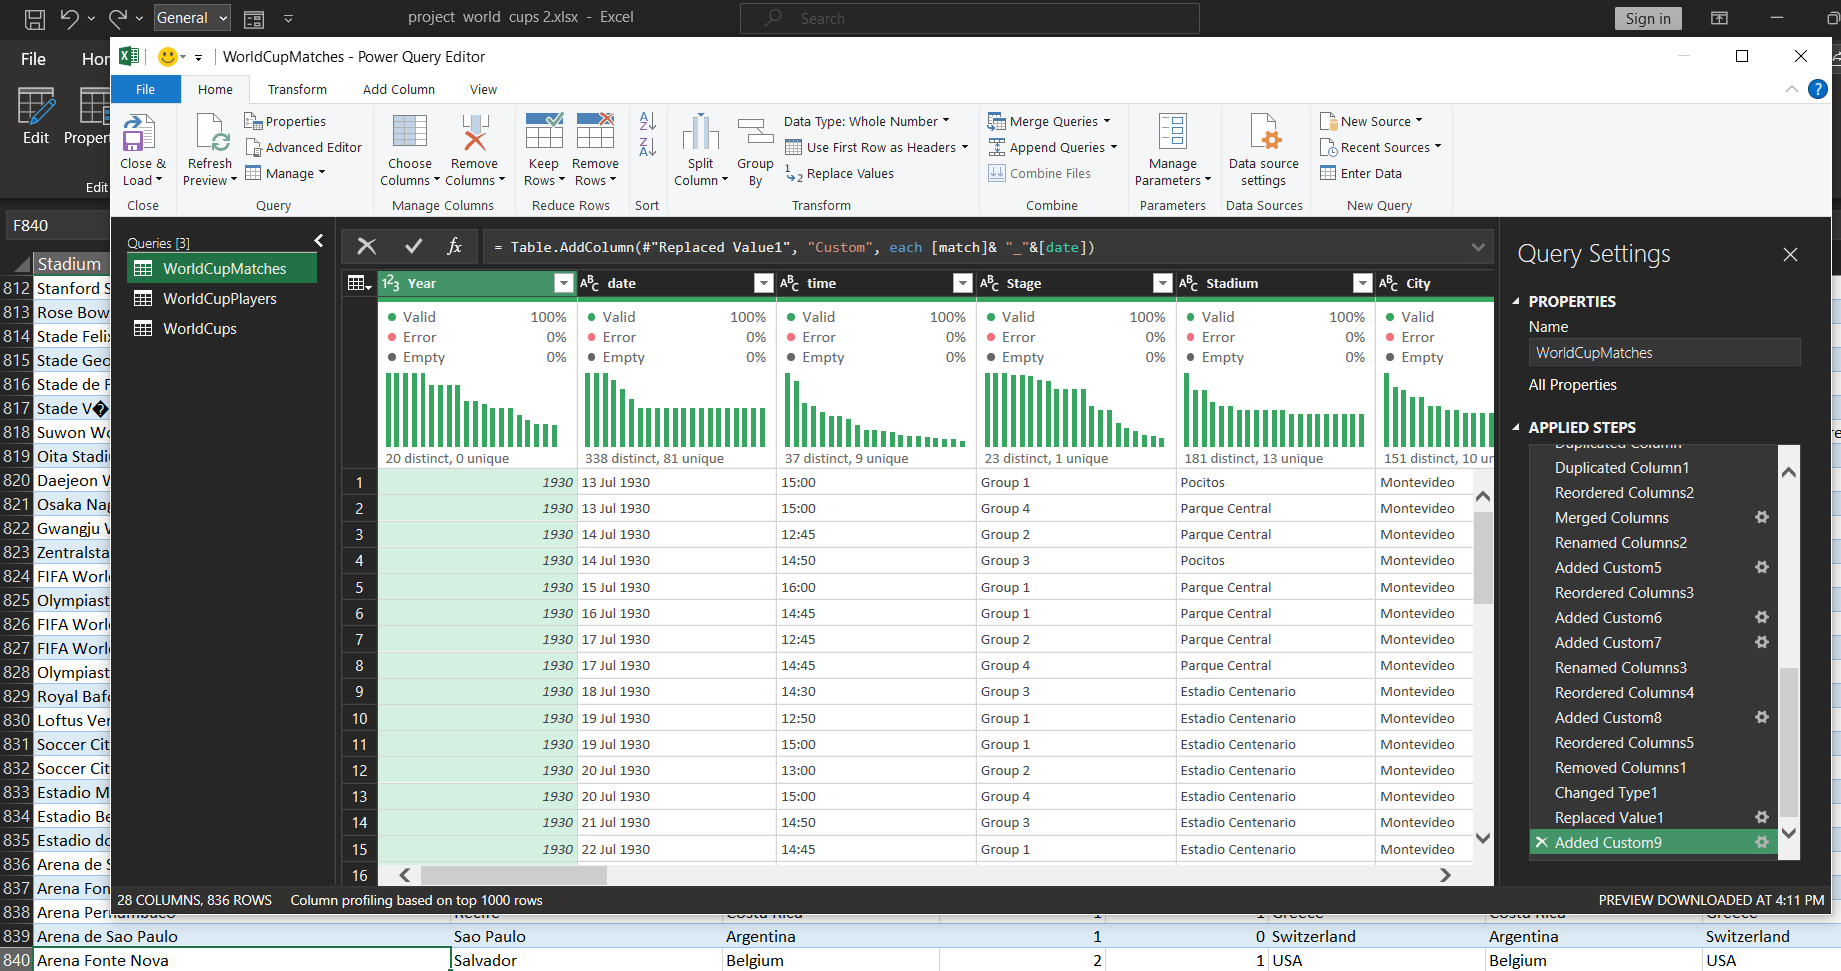 General
project world cups 2.xlsx - Excel
Search
Sign in
File
Hor
Edit
Propert
Edit
F840
WorldCupMatches - Power Query Editor
File Home Transform Add Column View
Close & Load
Close
Refresh Preview
Properties
Advanced Editor
Manage
Query
Choose Columns
Remove Columns
Manage Columns
Keep Rows
Remove Rows
Reduce Rows
Sort
Split Column
Group By
Data Type: Whole Number
Use First Row as Headers
Replace Values
Transform
Merge Queries
Append Queries
Combine Files
Combine
Manage Parameters
Parameters
Data source settings
Data Sources
New Source
Recent Sources
Enter Data
New Query
Queries [3]
WorldCupMatches
WorldCupPlayers
WorldCups
fx
= Table.AddColumn(#"Replaced Value1", "Custom", each [match]& "_"&[date])
Year date time Stage Stadium City
Valid 100% Valid 100% Valid 100% Valid 100% Valid 100% Valid
Error 0% Error 0% Error 0% Error 0% Error 0% Error
Empty 0% Empty 0% Empty 0% Empty 0% Empty 0% Empty
20 distinct, 0 unique 338 distinct, 81 unique 37 distinct, 9 unique 23 distinct, 1 unique 181 distinct, 13 unique 151 distinct, 10 un
1 1930 13 Jul 1930 15:00 Group 1 Pocitos Montevideo
2 1930 13 Jul 1930 15:00 Group 4 Parque Central Montevideo
3 1930 14 Jul 1930 12:45 Group 2 Parque Central Montevideo
4 1930 14 Jul 1930 14:50 Group 3 Pocitos Montevideo
5 1930 15 Jul 1930 16:00 Group 1 Parque Central Montevideo
6 1930 16 Jul 1930 14:45 Group 1 Parque Central Montevideo
7 1930 17 Jul 1930 12:45 Group 2 Parque Central Montevideo
8 1930 17 Jul 1930 14:45 Group 4 Parque Central Montevideo
9 1930 18 Jul 1930 14:30 Group 3 Estadio Centenario Montevideo
10 1930 19 Jul 1930 12:50 Group 1 Estadio Centenario Montevideo
11 1930 19 Jul 1930 15:00 Group 1 Estadio Centenario Montevideo
12 1930 20 Jul 1930 13:00 Group 2 Estadio Centenario Montevideo
13 1930 20 Jul 1930 15:00 Group 4 Estadio Centenario Montevideo
14 1930 21 Jul 1930 14:50 Group 3 Estadio Centenario Montevideo
15 1930 22 Jul 1930 14:45 Group 1 Estadio Centenario Montevideo
16
Query Settings
PROPERTIES
Name
WorldCupMatches
All Properties
APPLIED STEPS
Duplicated Column
Duplicated Column1
Reordered Columns2
Merged Columns
Renamed Columns2
Added Custom5
Reordered Columns3
Added Custom6
Added Custom7
Renamed Columns3
Reordered Columns4
Added Custom8
Reordered Columns5
Removed Columns1
Changed Type1
Replaced Value1
Added Custom9
28 COLUMNS, 836 ROWS Column profiling based on top 1000 rows
PREVIEW DOWNLOADED AT 4:11 PM
Stadium
812 Stanford S
813 Rose Bow
814 Stade Feli
815 Stade Geo
816 Stade de F
817 Stade V�
818 Suwon Wo
819 Oita Stadi
820 Daejeon W
821 Osaka Nag
822 Gwangju W
823 Zentralsta
824 FIFA Worl
825 Olympiast
826 FIFA Worl
827 FIFA Worl
828 Olympiast
829 Royal Bafo
830 Loftus Ver
831 Soccer Cit
832 Soccer Cit
833 Estadio M
834 Estadio Be
835 Estadio do
836 Arena de S
837 Arena Fon
838 Arena Pernambuco Recife Costa Rica 1 1 Greece Costa Rica Greece
839 Arena de Sao Paulo Sao Paulo Argentina 1 0 Switzerland Argentina Switzerland
840 Arena Fonte Nova Salvador Belgium 2 1 USA Belgium USA